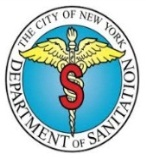 THE CITY OF NEW YORK
S
DEPARTMENT OF SANITATION